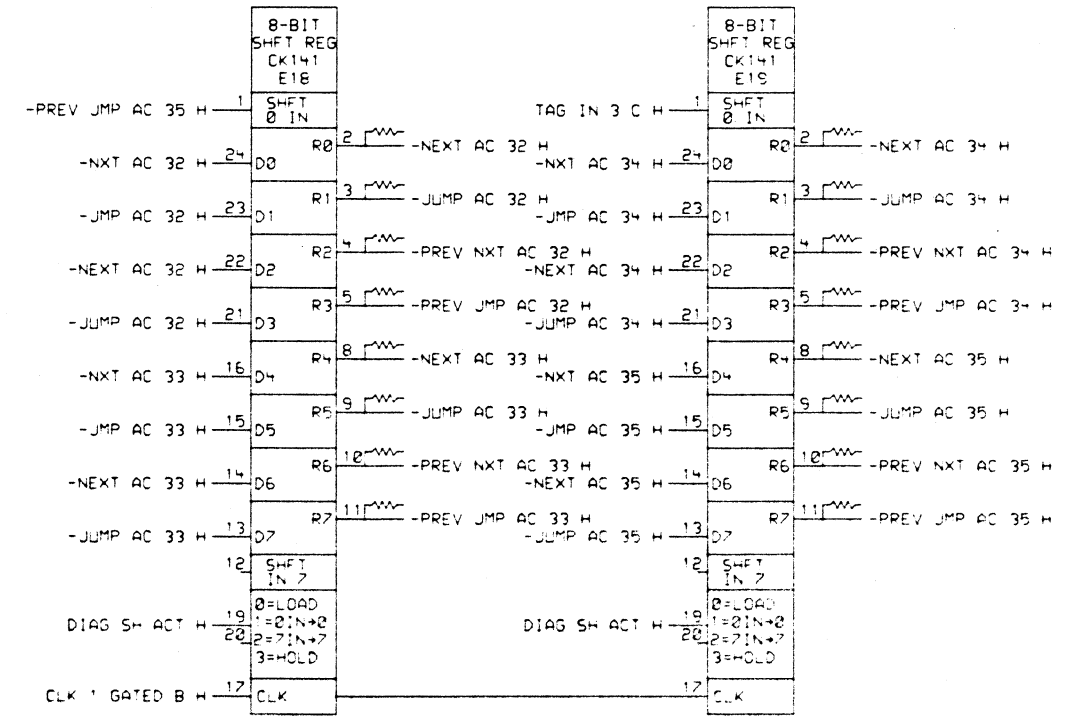 8-BIT
SHFT REG
CK141
E18
-PREV JMP AC 35 H 1 SHFT
0 IN
R0 2 -NEXT AC 32 H
-NXT AC 32 H 24 D0
R1 3 -JUMP AC 32 H
-JMP AC 32 H 23 D1
R2 4 -PREV NXT AC 32 H
-NEXT AC 32 H 22 D2
R3 5 -PREV JMP AC 32 H
-JUMP AC 32 H 21 D3
R4 8 -NEXT AC 33 H
-NXT AC 33 H 16 D4
R5 9 -JUMP AC 33 H
-JMP AC 33 H 15 D5
R6 10 -PREV NXT AC 33 H
-NEXT AC 33 H 14 D6
R7 11 -PREV JMP AC 33 H
-JUMP AC 33 H 13 D7
12 SHFT
IN 7
0=LOAD
DIAG SH ACT H 19 1=0IN→0
20 2=7IN→7
3=HOLD
CLK 1 GATED B H 17 CLK
8-BIT
SHFT REG
CK141
E19
TAG IN 3 C H 1 SHFT
0 IN
R0 2 -NEXT AC 34 H
-NXT AC 34 H 24 D0
R1 3 -JUMP AC 34 H
-JMP AC 34 H 23 D1
R2 4 -PREV NXT AC 34 H
-NEXT AC 34 H 22 D2
R3 5 -PREV JMP AC 34 H
-JUMP AC 34 H 21 D3
R4 8 -NEXT AC 35 H
-NXT AC 35 H 16 D4
R5 9 -JUMP AC 35 H
-JMP AC 35 H 15 D5
R6 10 -PREV NXT AC 35 H
-NEXT AC 35 H 14 D6
R7 11 -PREV JMP AC 35 H
-JUMP AC 35 H 13 D7
12 SHFT
IN 7
0=LOAD
DIAG SH ACT H 19 1=0IN→0
20 2=7IN→7
3=HOLD
17 CLK